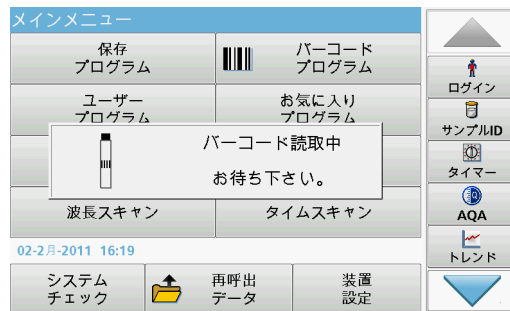 メインメニュー
保存
プログラム
バーコード
プログラム
ユーザー
プログラム
お気に入り
プログラム
バーコード読取中
お待ち下さい。
波長スキャン
タイムスキャン
02-2月-2011 16:19
システム
チェック
再呼出
データ
装置
設定
ログイン
サンプルID
タイマー
AQA
トレンド